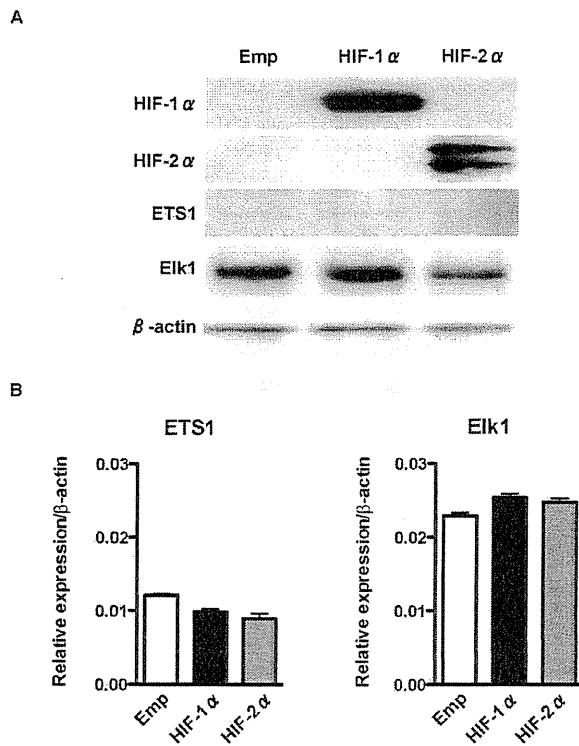 A
Emp HIF-1α HIF-2α
HIF-1α
HIF-2α
ETS1
Elk1
β-actin
B
ETS1
Relative expression/β-actin
0.03
0.02
0.01
0.00
Emp
HIF-1α
HIF-2α
Elk1
Relative expression/β-actin
0.03
0.02
0.01
0.00
Emp
HIF-1α
HIF-2α